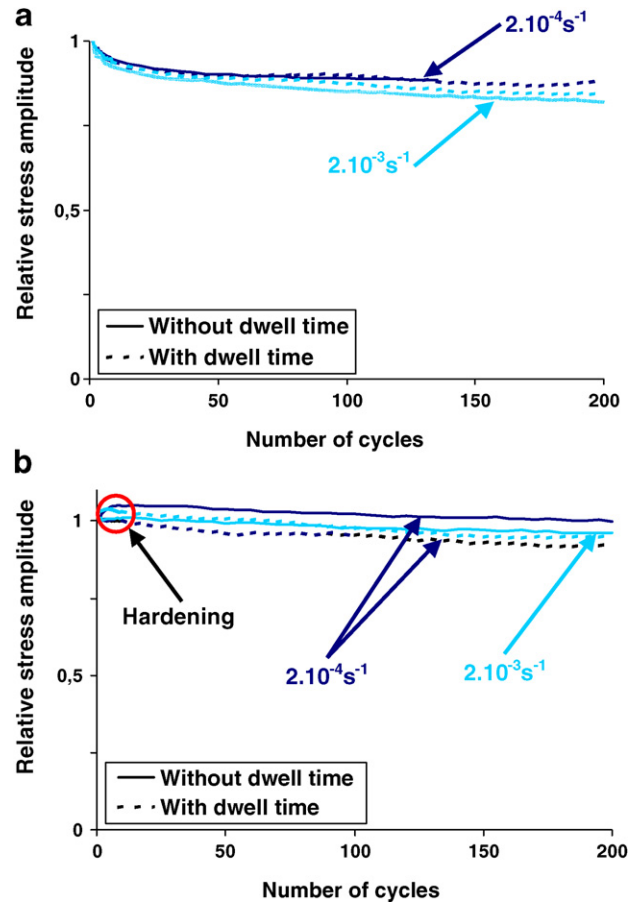 a
2.10⁻⁴s⁻¹
1
Relative stress amplitude
0,5
2.10⁻³s⁻¹
Without dwell time
With dwell time
0
0 50 100 150 200
Number of cycles
b
1
Relative stress amplitude
Hardening
0,5
2.10⁻⁴s⁻¹
2.10⁻³s⁻¹
Without dwell time
With dwell time
0
0 50 100 150 200
Number of cycles